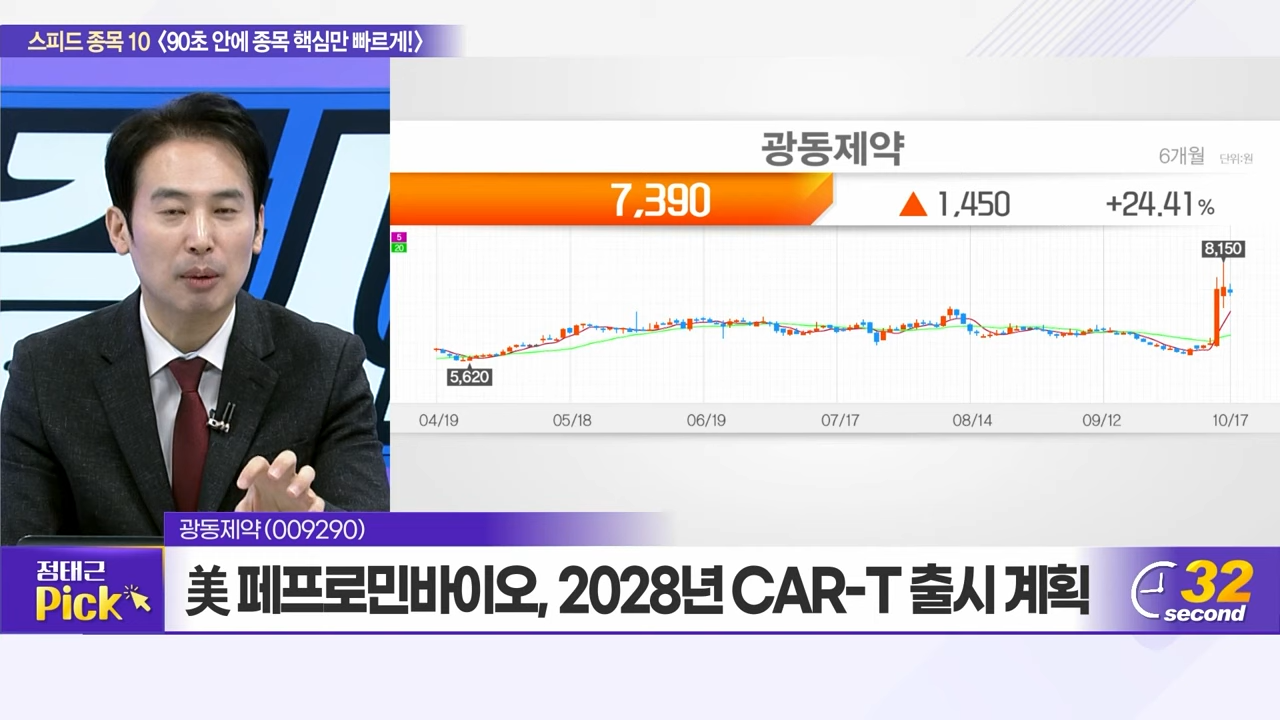 스피드 종목 10 〈90초 안에 종목 핵심만 빠르게!〉
광동제약
6개월 단위:원
7,390 ▲ 1,450 +24.41%
5
20
8,150
5,620
04/19 05/18 06/19 07/17 08/14 09/12 10/17
광동제약(009290)
점태근
Pick
美 페프로민바이오, 2028년 CAR-T 출시 계획
32
second